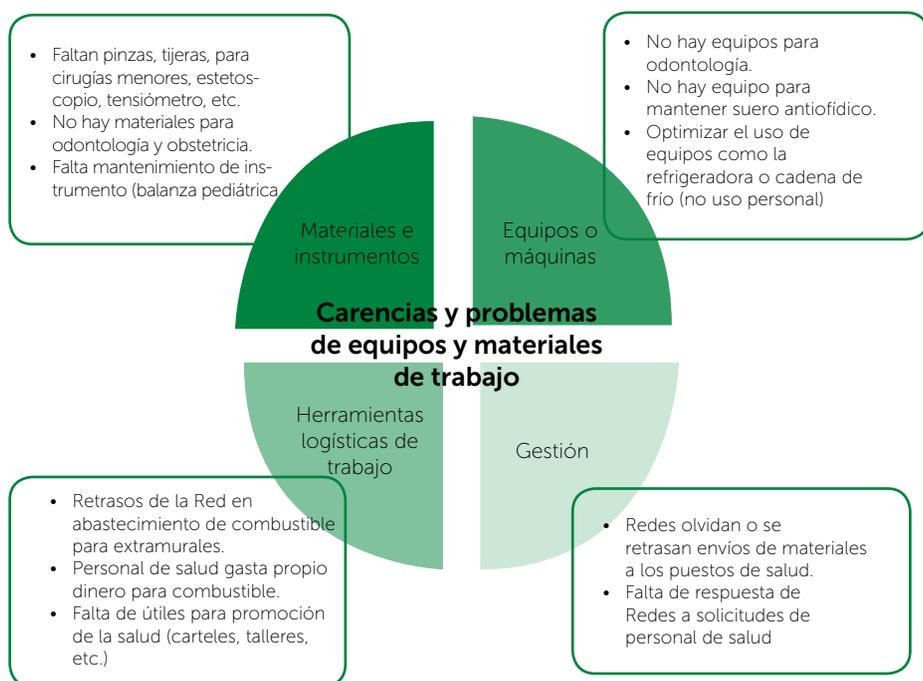 • Faltan pinzas, tijeras, para
cirugías menores, estetos-
copio, tensiómetro, etc.
• No hay materiales para
odontología y obstetricia.
• Falta mantenimiento de ins-
trumento (balanza pediátrica
• No hay equipos para
odontología.
• No hay equipo para
mantener suero antiofídico.
• Optimizar el uso de
equipos como la
refrigeradora o cadena de
frío (no uso personal)
Materiales e
instrumentos
Equipos o
máquinas
Carencias y problemas
de equipos y materiales
de trabajo
Herramientas
logísticas de
trabajo
Gestión
• Retrasos de la Red en
abastecimiento de combustible
para extramurales.
• Personal de salud gasta propio
dinero para combustible.
• Falta de útiles para promoción
de la salud (carteles, talleres,
etc.)
• Redes olvidan o se
retrasan envíos de materiales
a los puestos de salud.
• Falta de respuesta de
Redes a solicitudes de
personal de salud